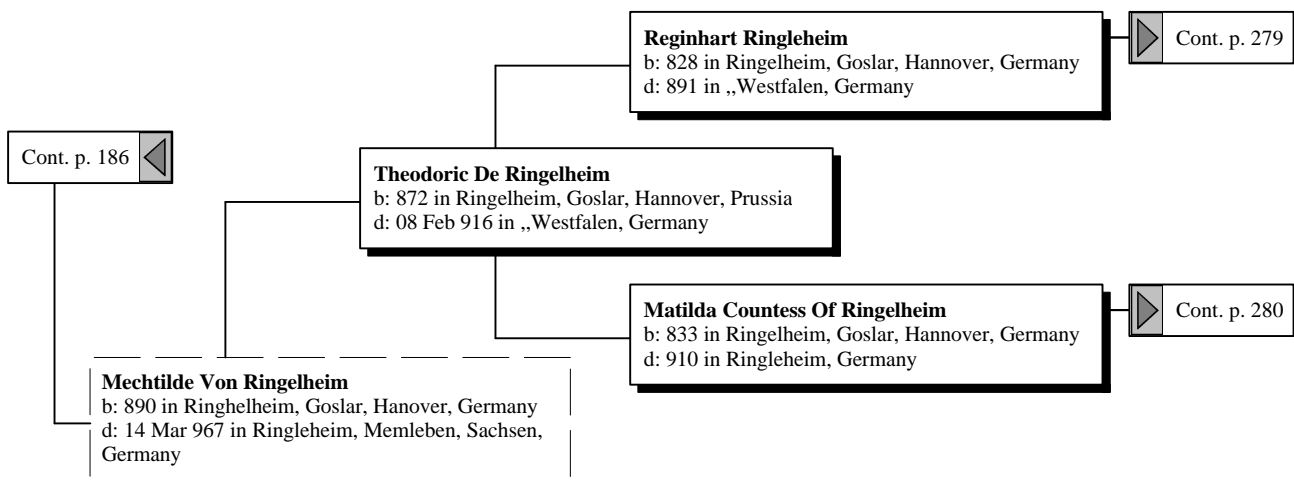 Reginhart Ringleheim
b: 828 in Ringelheim, Goslar, Hannover, Germany
d: 891 in ,,Westfalen, Germany
Cont. p. 279
Cont. p. 186
Theodoric De Ringelheim
b: 872 in Ringelheim, Goslar, Hannover, Prussia
d: 08 Feb 916 in ,,Westfalen, Germany
Matilda Countess Of Ringelheim
b: 833 in Ringelheim, Goslar, Hannover, Germany
d: 910 in Ringleheim, Germany
Cont. p. 280
Mechtilde Von Ringelheim
b: 890 in Ringhelheim, Goslar, Hanover, Germany
d: 14 Mar 967 in Ringleheim, Memleben, Sachsen,
Germany